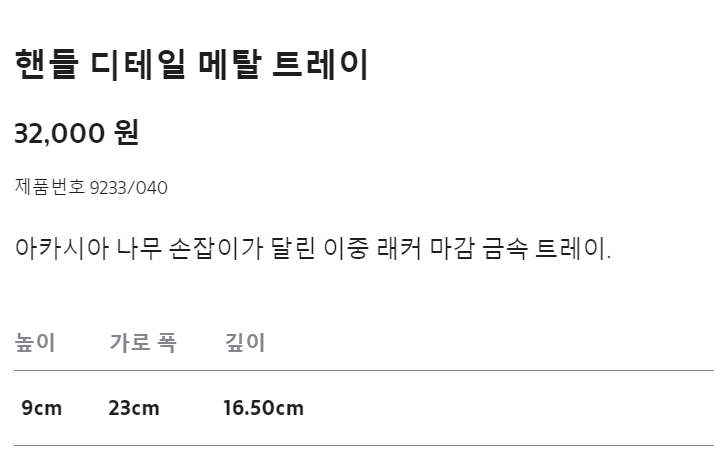 핸들 디테일 메탈 트레이
32,000 원
제품번호 9233/040
아카시아 나무 손잡이가 달린 이중 래커 마감 금속 트레이.
높이 가로 폭 깊이
9cm 23cm 16.50cm